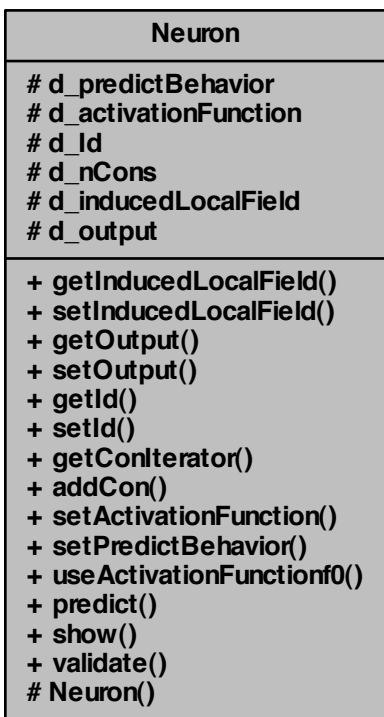 Neuron
# d_predictBehavior
# d_activationFunction
# d_Id
# d_nCons
# d_inducedLocalField
# d_output
+ getInducedLocalField()
+ setInducedLocalField()
+ getOutput()
+ setOutput()
+ getId()
+ setId()
+ getConIterator()
+ addCon()
+ setActivationFunction()
+ setPredictBehavior()
+ useActivationFunctionf0()
+ predict()
+ show()
+ validate()
# Neuron()